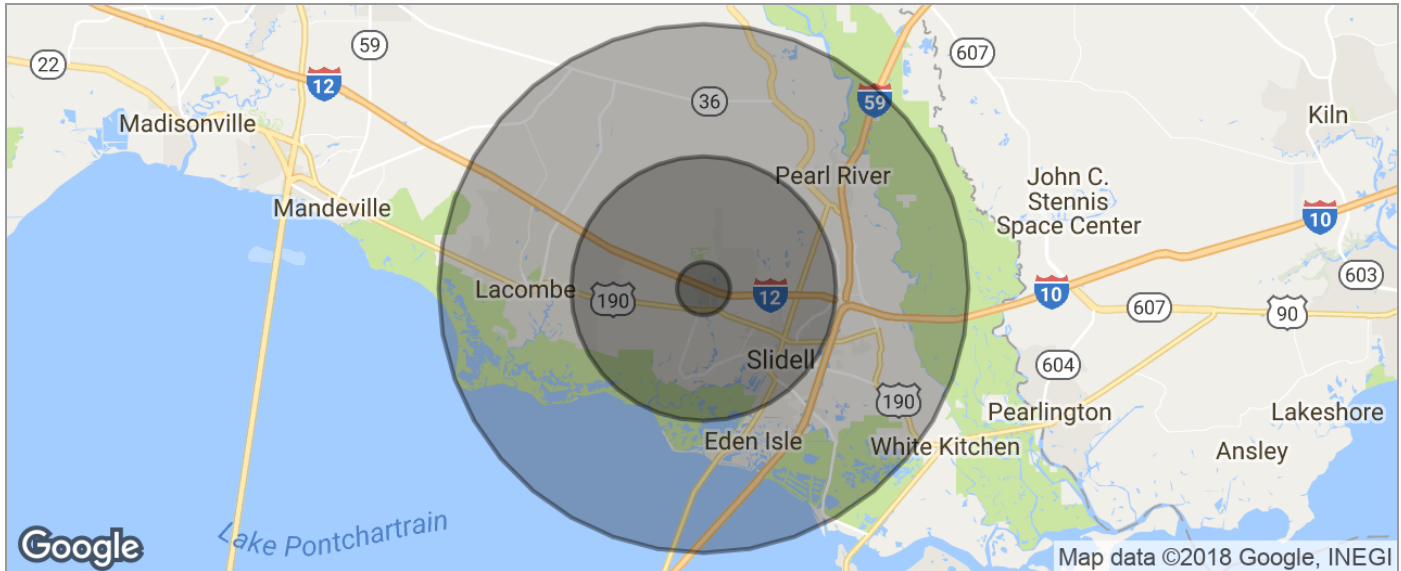 59
607
22
12
36
59
Kiln
Madisonville
Pearl River
John C.
Stennis
Space Center
Mandeville
10
603
Lacombe
190
12
10
607
90
Slidell
604
190
Pearlington
Lakeshore
Eden Isle
White Kitchen
Ansley
Lake Pontchartrain
Google
Map data ©2018 Google, INEGI